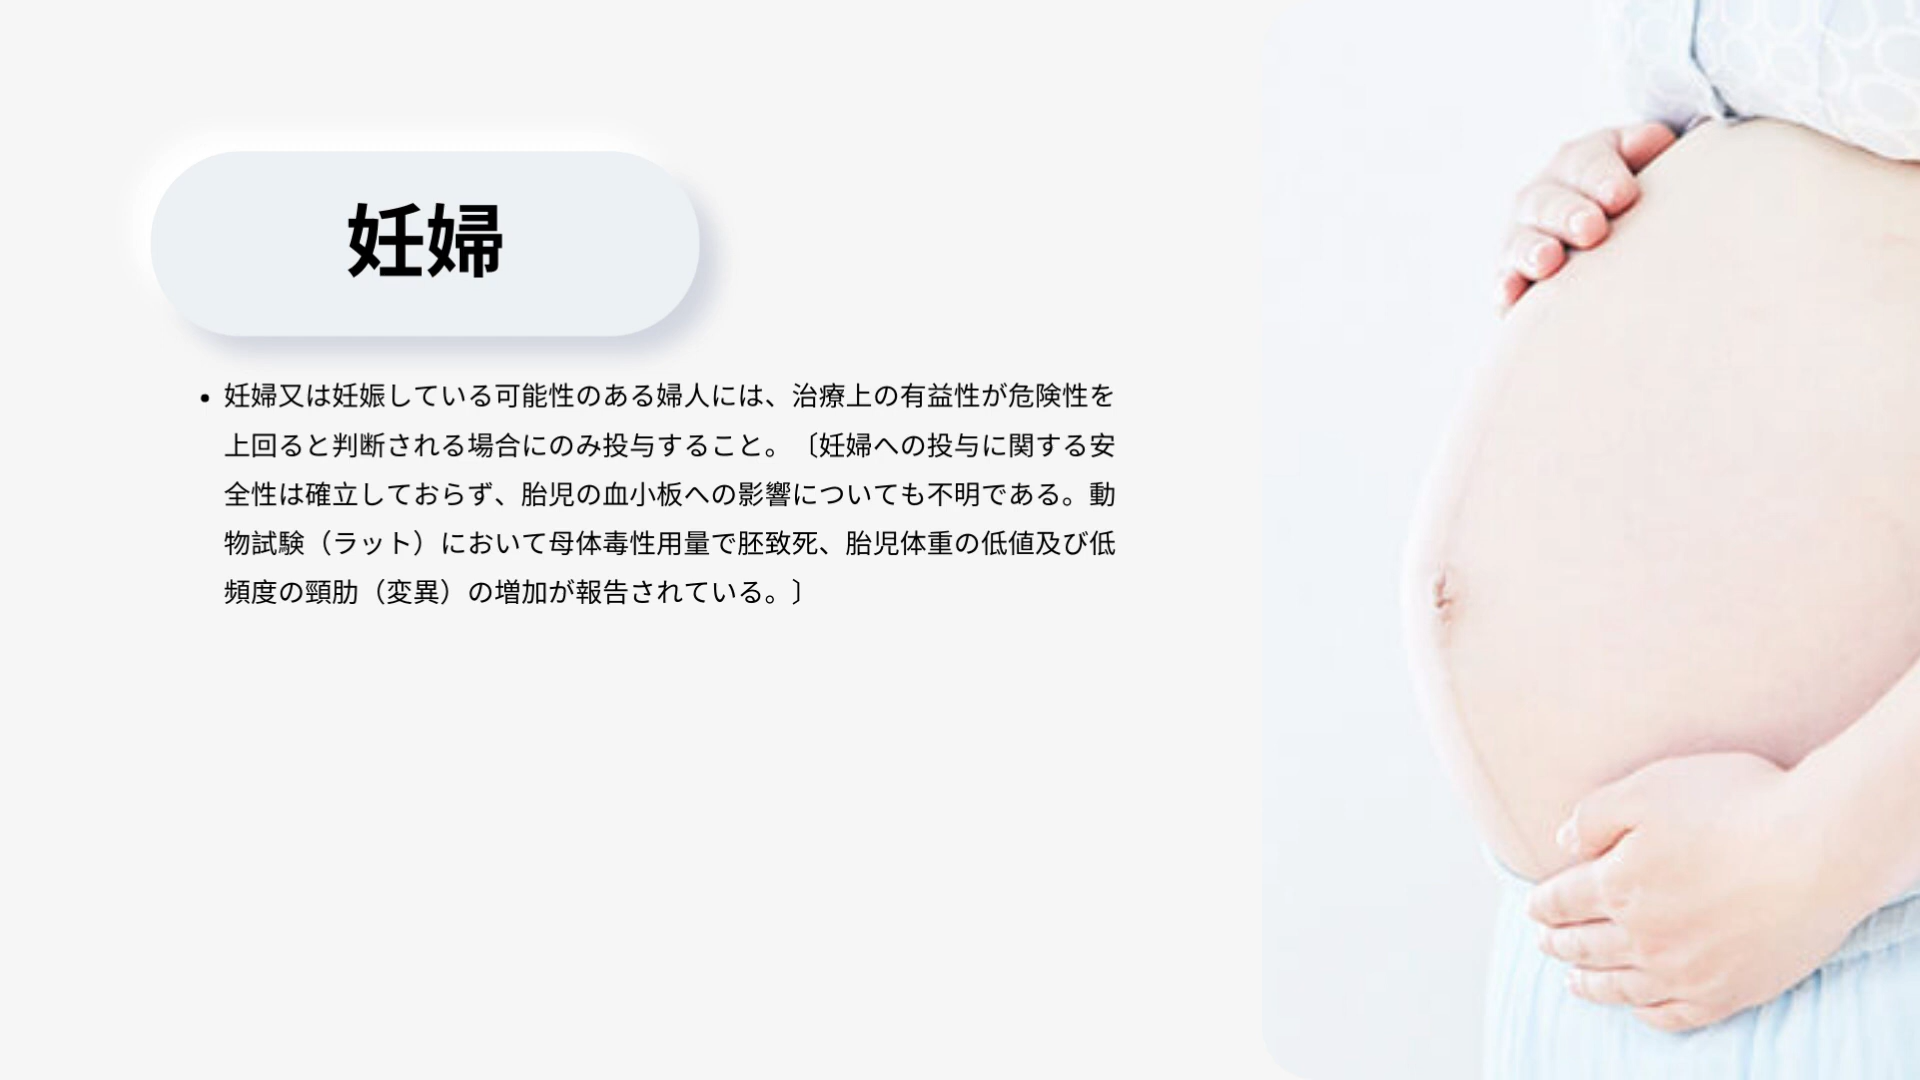 妊婦
• 妊婦又は妊娠している可能性のある婦人には、治療上の有益性が危険性を
上回ると判断される場合にのみ投与すること。〔妊婦への投与に関する安
全性は確立しておらず、胎児の血小板への影響についても不明である。動
物試験（ラット）において母体毒性用量で胚致死、胎児体重の低値及び低
頻度の頸肋（変異）の増加が報告されている。〕